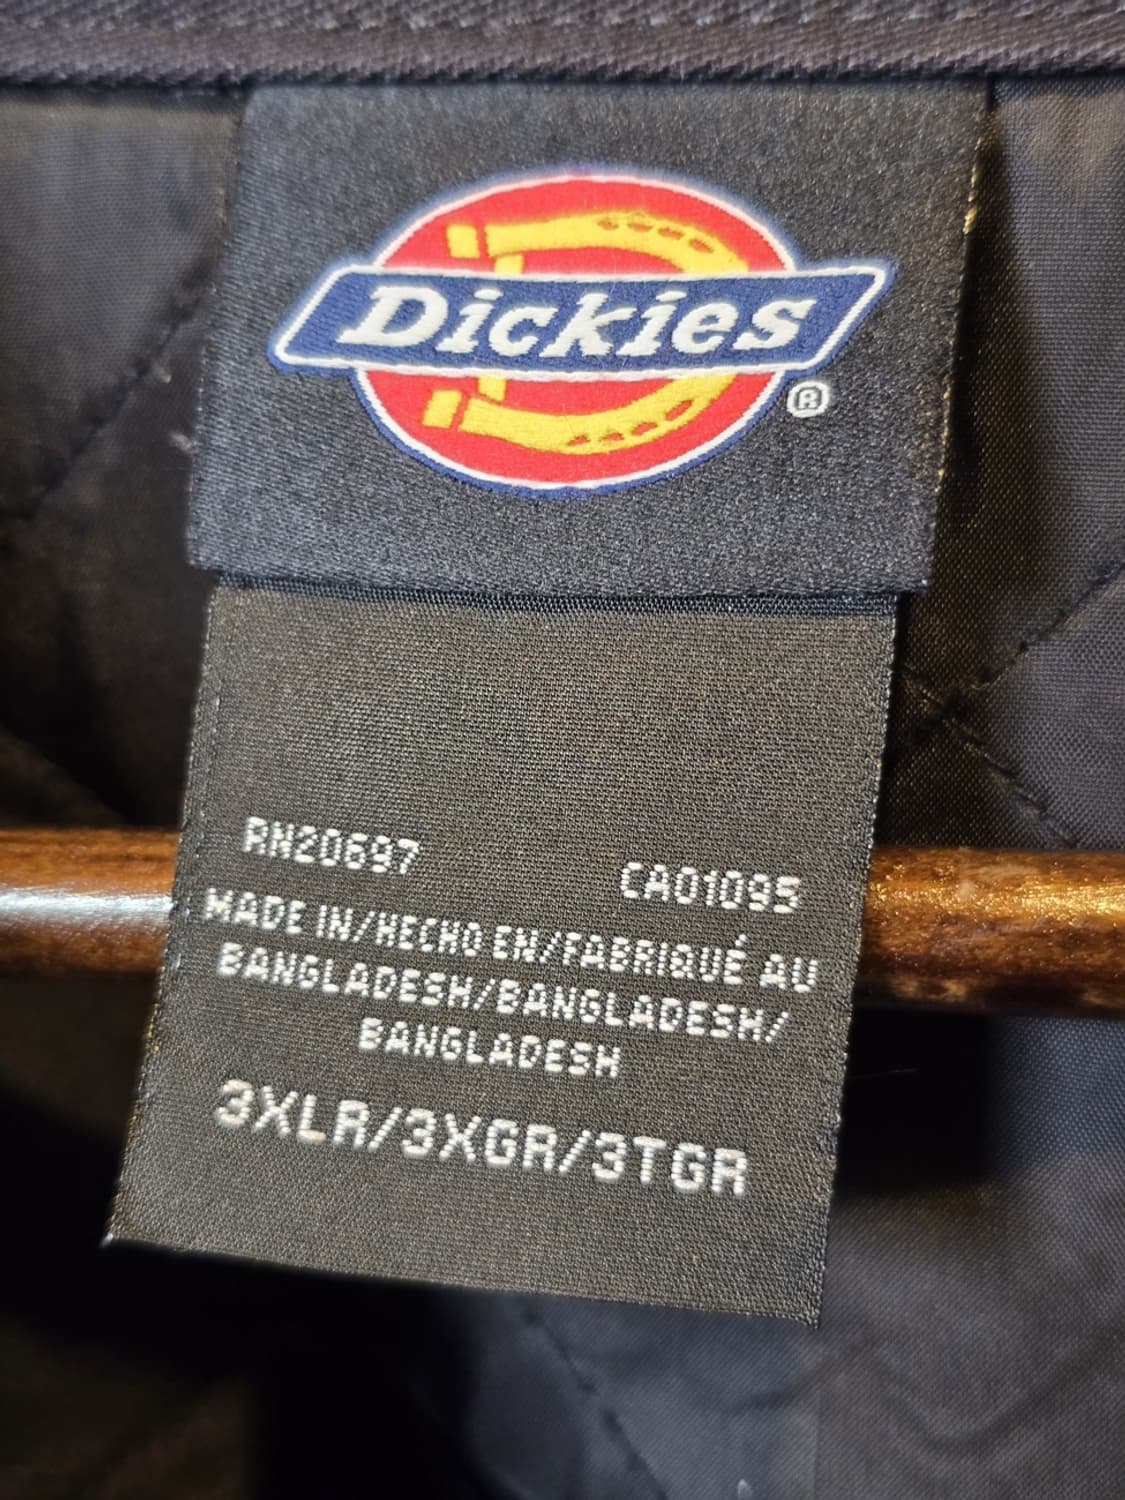 Dickies
®
RN20697 CA01095
MADE IN/HECHO EN/FABRIQUÉ AU
BANGLADESH/BANGLADESH/
BANGLADESH
3XLR/3XGR/3TGR